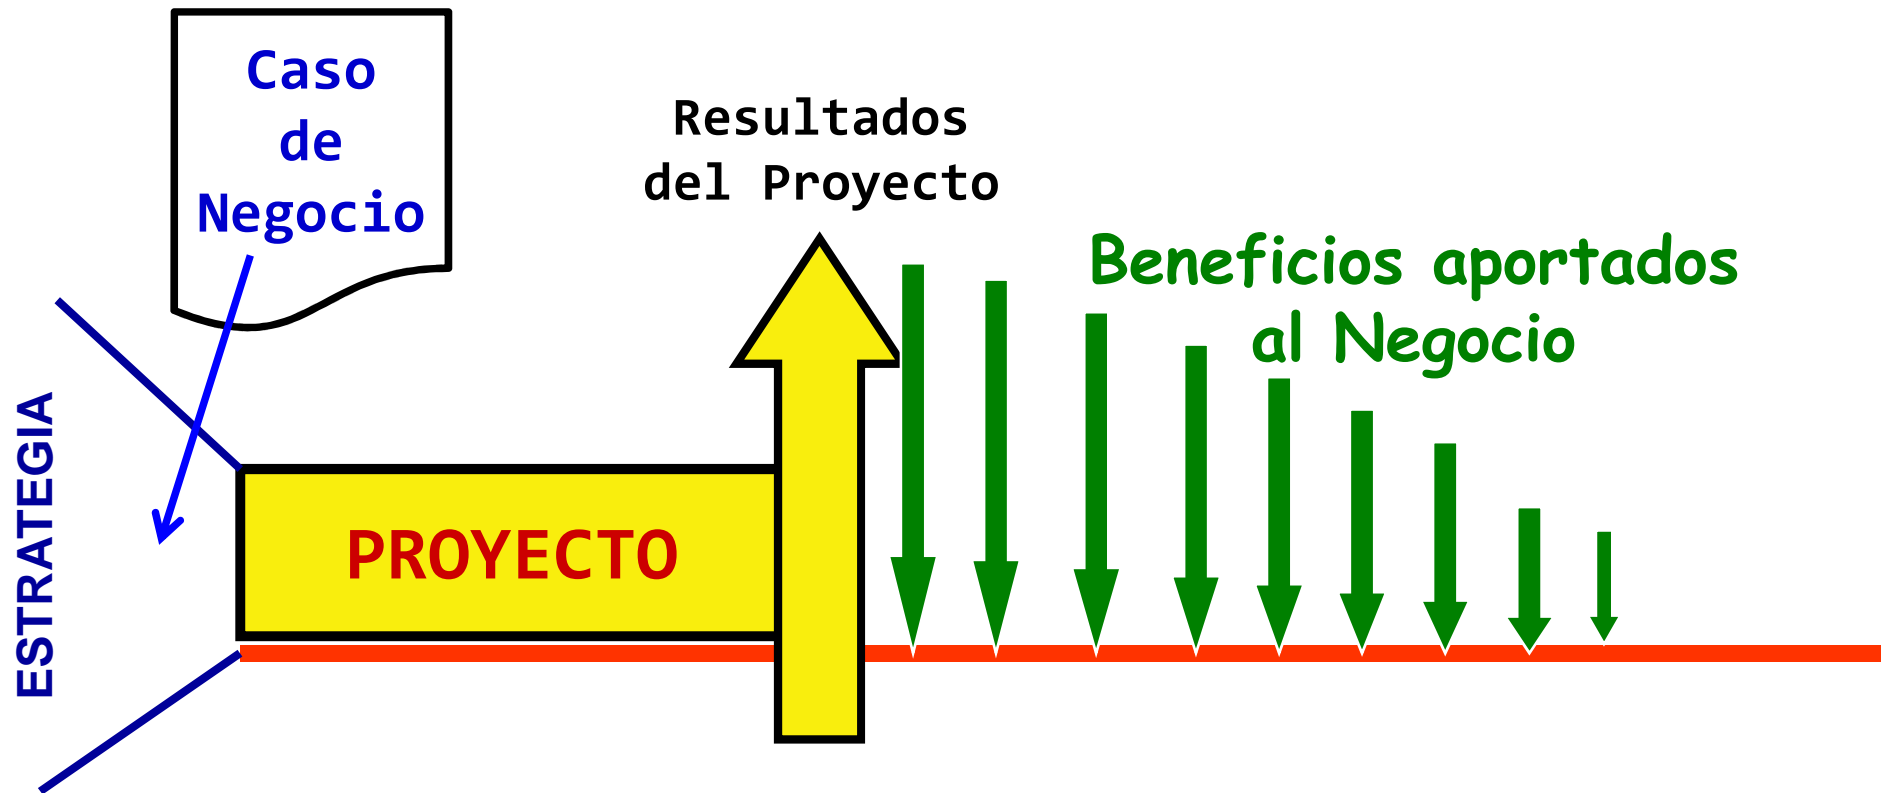 Caso
de
Negocio
Resultados
del Proyecto
Beneficios aportados
al Negocio
ESTRATEGIA
PROYECTO